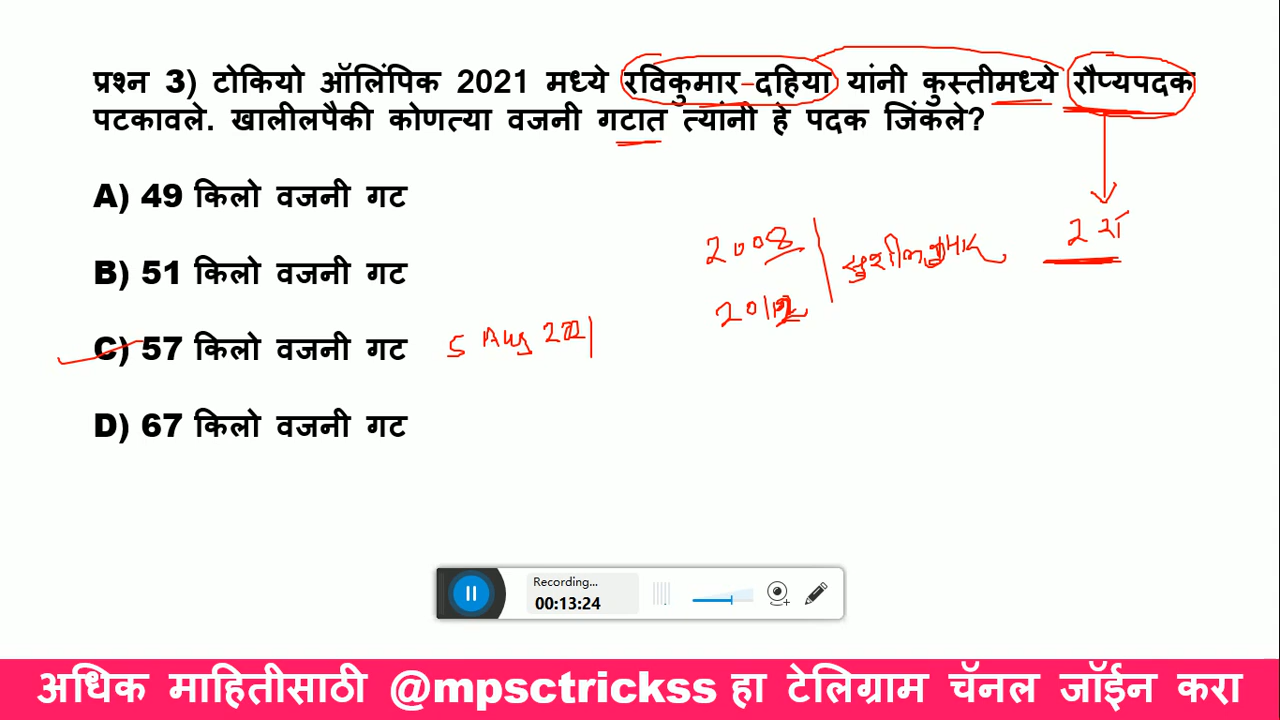 प्रश्न 3) टोकियो ऑलिंपिक 2021 मध्ये रविकुमार-दहिया यांनी कुस्तीमध्ये रौप्यपदक
पटकावले. खालीलपैकी कोणत्या वजनी गटात त्यांनी हे पदक जिंकले?
A) 49 किलो वजनी गट
2008 सुशीलकुमार 2 रा
B) 51 किलो वजनी गट
2012
C) 57 किलो वजनी गट 5 Aug 2021
D) 67 किलो वजनी गट
Recording...
00:13:24
अधिक माहितीसाठी @mpsctrickss हा टेलिग्राम चॅनल जॉईन करा